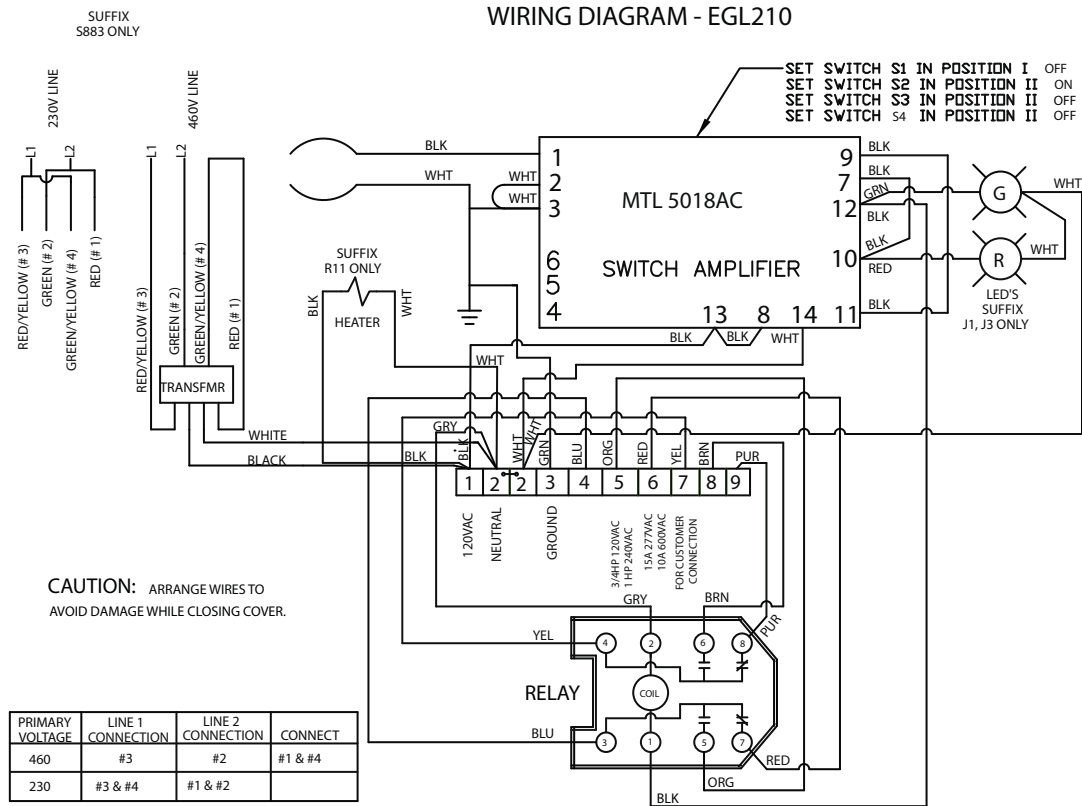 WIRING DIAGRAM - EGL210
SUFFIX
S883 ONLY
230V LINE
460V LINE
L1
L2
L1
L2
RED/YELLOW (# 3)
GREEN (# 2)
GREEN/YELLOW (# 4)
RED (# 1)
RED/YELLOW (# 3)
GREEN (# 2)
GREEN/YELLOW (# 4)
RED (# 1)
TRANSFMR
WHITE
BLACK
SET SWITCH S1 IN POSITION I OFF
SET SWITCH S2 IN POSITION II ON
SET SWITCH S3 IN POSITION II OFF
SET SWITCH S4 IN POSITION II OFF
BLK
WHT
WHT
WHT
1
2
3
6
5
4
MTL 5018AC
SWITCH AMPLIFIER
9
7
12
10
11
13
8
14
BLK
BLK
GRN
BLK
BLK
RED
BLK
G
R
WHT
WHT
LED'S
SUFFIX
J1, J3 ONLY
SUFFIX
R11 ONLY
BLK
WHT
HEATER
BLK
BLK
WHT
WHT
GRY
BLK
BLK
WHT
WHT
GRN
BLU
ORG
RED
YEL
BRN
PUR
1
2
2
3
4
5
6
7
8
9
120VAC
NEUTRAL
GROUND
3/4HP 120VAC
1 HP 240VAC
15A 277VAC
10A 600VAC
FOR CUSTOMER
CONNECTION
CAUTION: ARRANGE WIRES TO
AVOID DAMAGE WHILE CLOSING COVER.
GRY
BRN
PUR
YEL
4
2
6
8
RELAY
COIL
BLU
3
1
5
7
RED
ORG
BLK
PRIMARY VOLTAGE LINE 1 CONNECTION LINE 2 CONNECTION CONNECT
460 #3 #2 #1 & #4
230 #3 & #4 #1 & #2